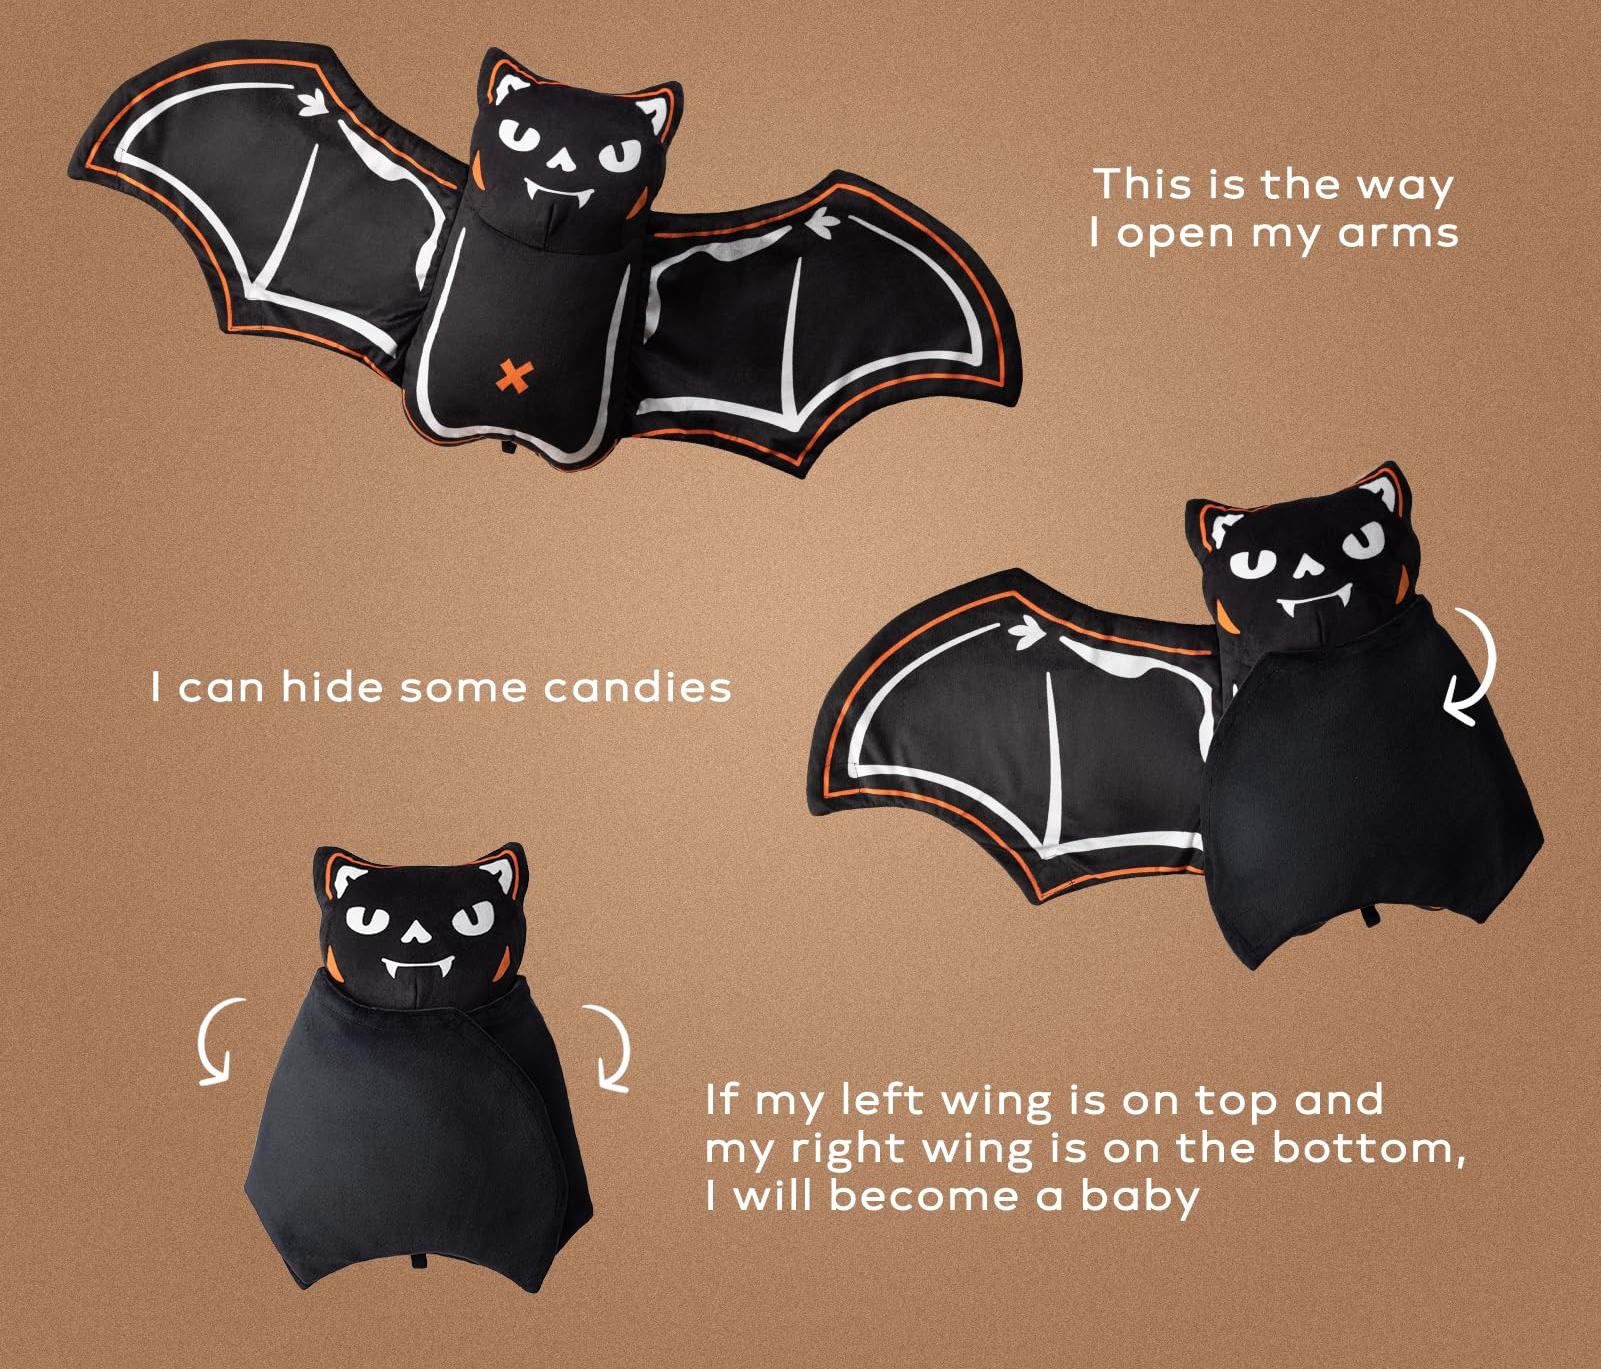 This is the way
I open my arms
I can hide some candies
If my left wing is on top and
my right wing is on the bottom,
I will become a baby